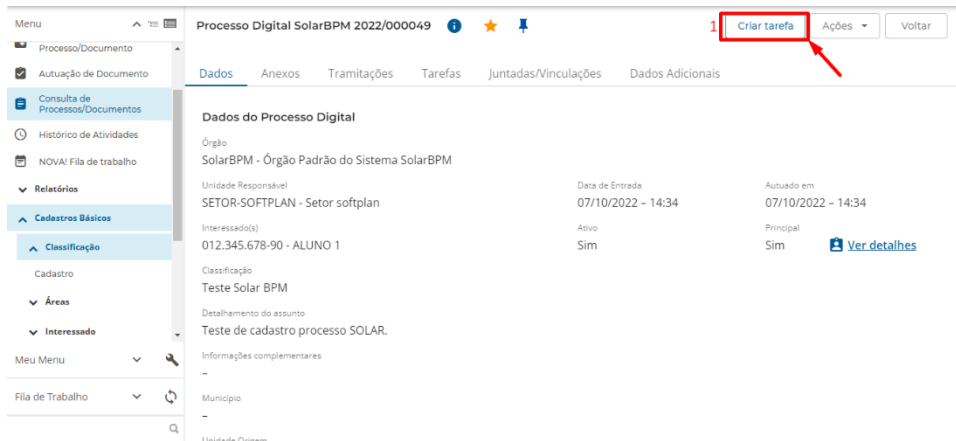 Menu
Processo/Documento
Autuação de Documento
Consulta de
Processos/Documentos
Histórico de Atividades
NOVA! Fila de trabalho
Relatórios
Cadastros Básicos
Classificação
Cadastro
Áreas
Interessado
Meu Menu
Fila de Trabalho
Processo Digital SolarBPM 2022/000049
1 Criar tarefa Ações Voltar
Dados Anexos Tramitações Tarefas Juntadas/Vinculações Dados Adicionais
Dados do Processo Digital
Órgão
SolarBPM - Órgão Padrão do Sistema SolarBPM
Unidade Responsável Data de Entrada Autuado em
SETOR-SOFTPLAN - Setor softplan 07/10/2022 – 14:34 07/10/2022 – 14:34
Interessado(s) Ativo Principal
012.345.678-90 - ALUNO 1 Sim Sim Ver detalhes
Classificação
Teste Solar BPM
Detalhamento do assunto
Teste de cadastro processo SOLAR.
Informações complementares
–
Município
–
Unidade Origem